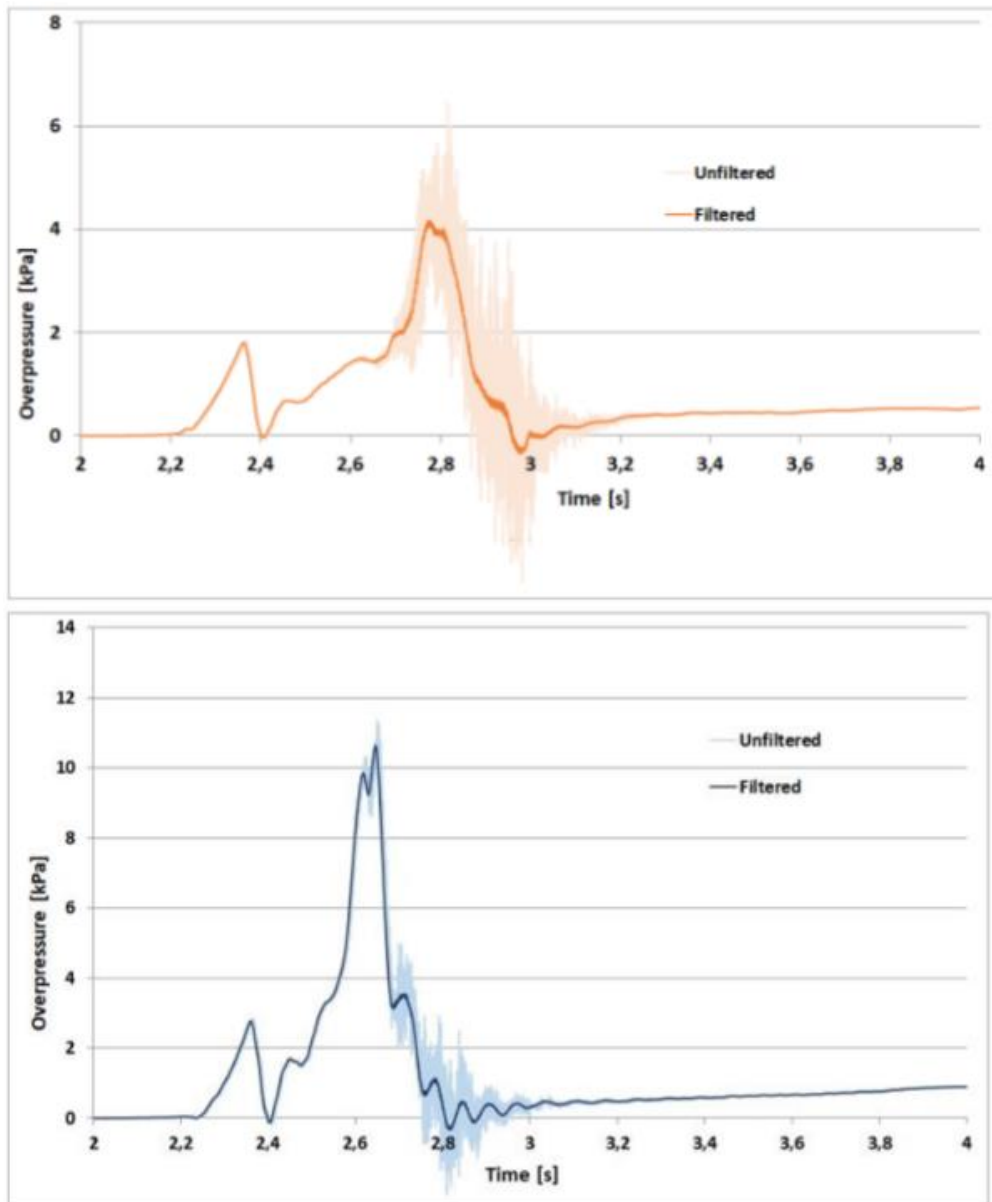 8
6
4
2
0
Overpressure [kPa]
Unfiltered
Filtered
2 2,2 2,4 2,6 2,8 3 3,2 3,4 3,6 3,8 4
Time [s]
14
12
10
8
6
4
2
0
Overpressure [kPa]
Unfiltered
Filtered
2 2,2 2,4 2,6 2,8 3 3,2 3,4 3,6 3,8 4
Time [s]